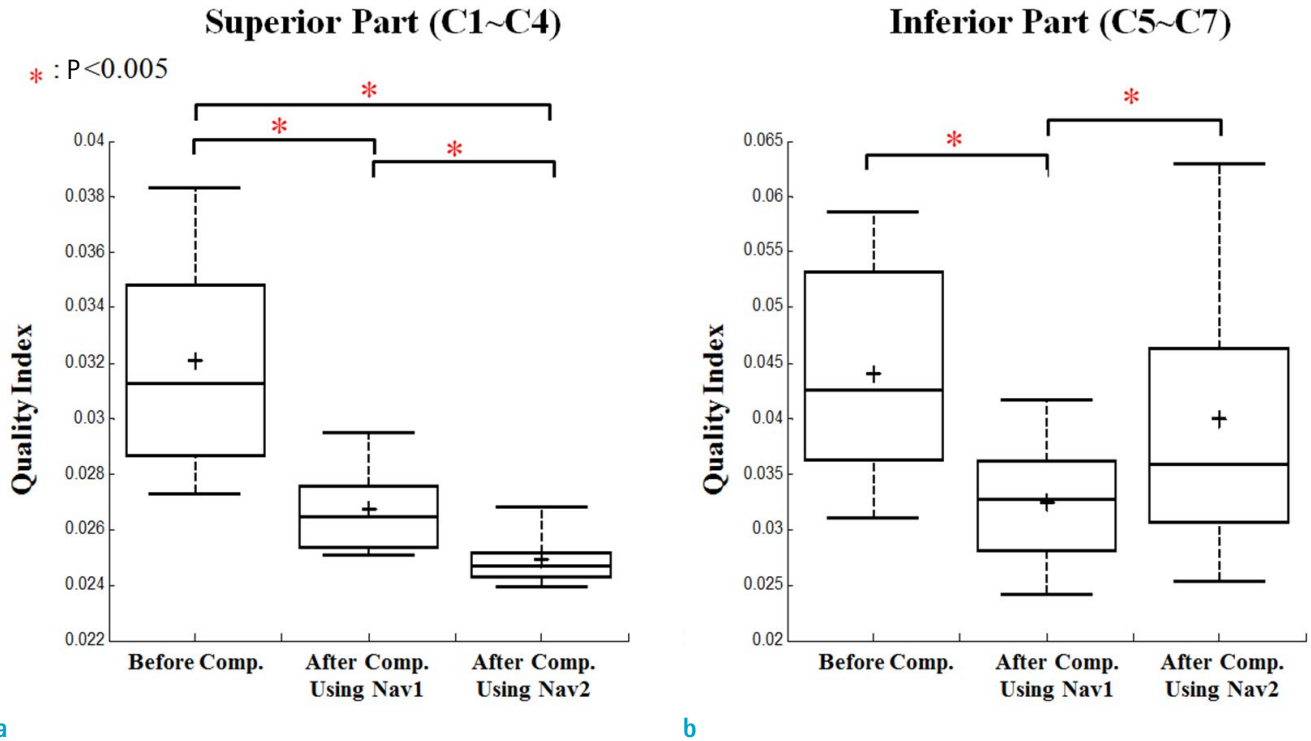 Superior Part (C1~C4)
* : P<0.005
*
*
*
0.04
0.038
0.036
0.034
0.032
0.03
0.028
0.026
0.024
0.022
Quality Index
Before Comp.
After Comp.
Using Nav1
After Comp.
Using Nav2
a
Inferior Part (C5~C7)
*
*
0.065
0.06
0.055
0.05
0.045
0.04
0.035
0.03
0.025
0.02
Quality Index
Before Comp.
After Comp.
Using Nav1
After Comp.
Using Nav2
b